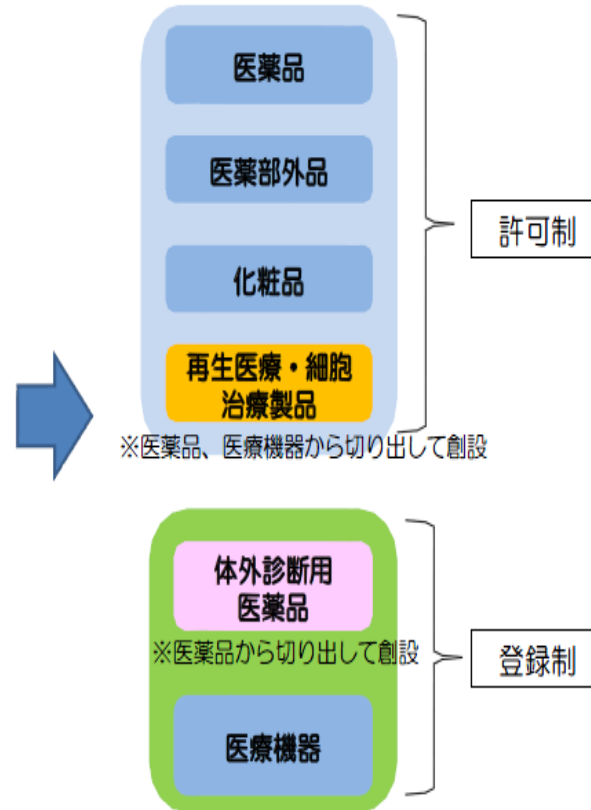 医薬品
医薬部外品
化粧品
許可制
再生医療・細胞
治療製品
※医薬品、医療機器から切り出して創設
体外診断用
医薬品
※医薬品から切り出して創設
登録制
医療機器